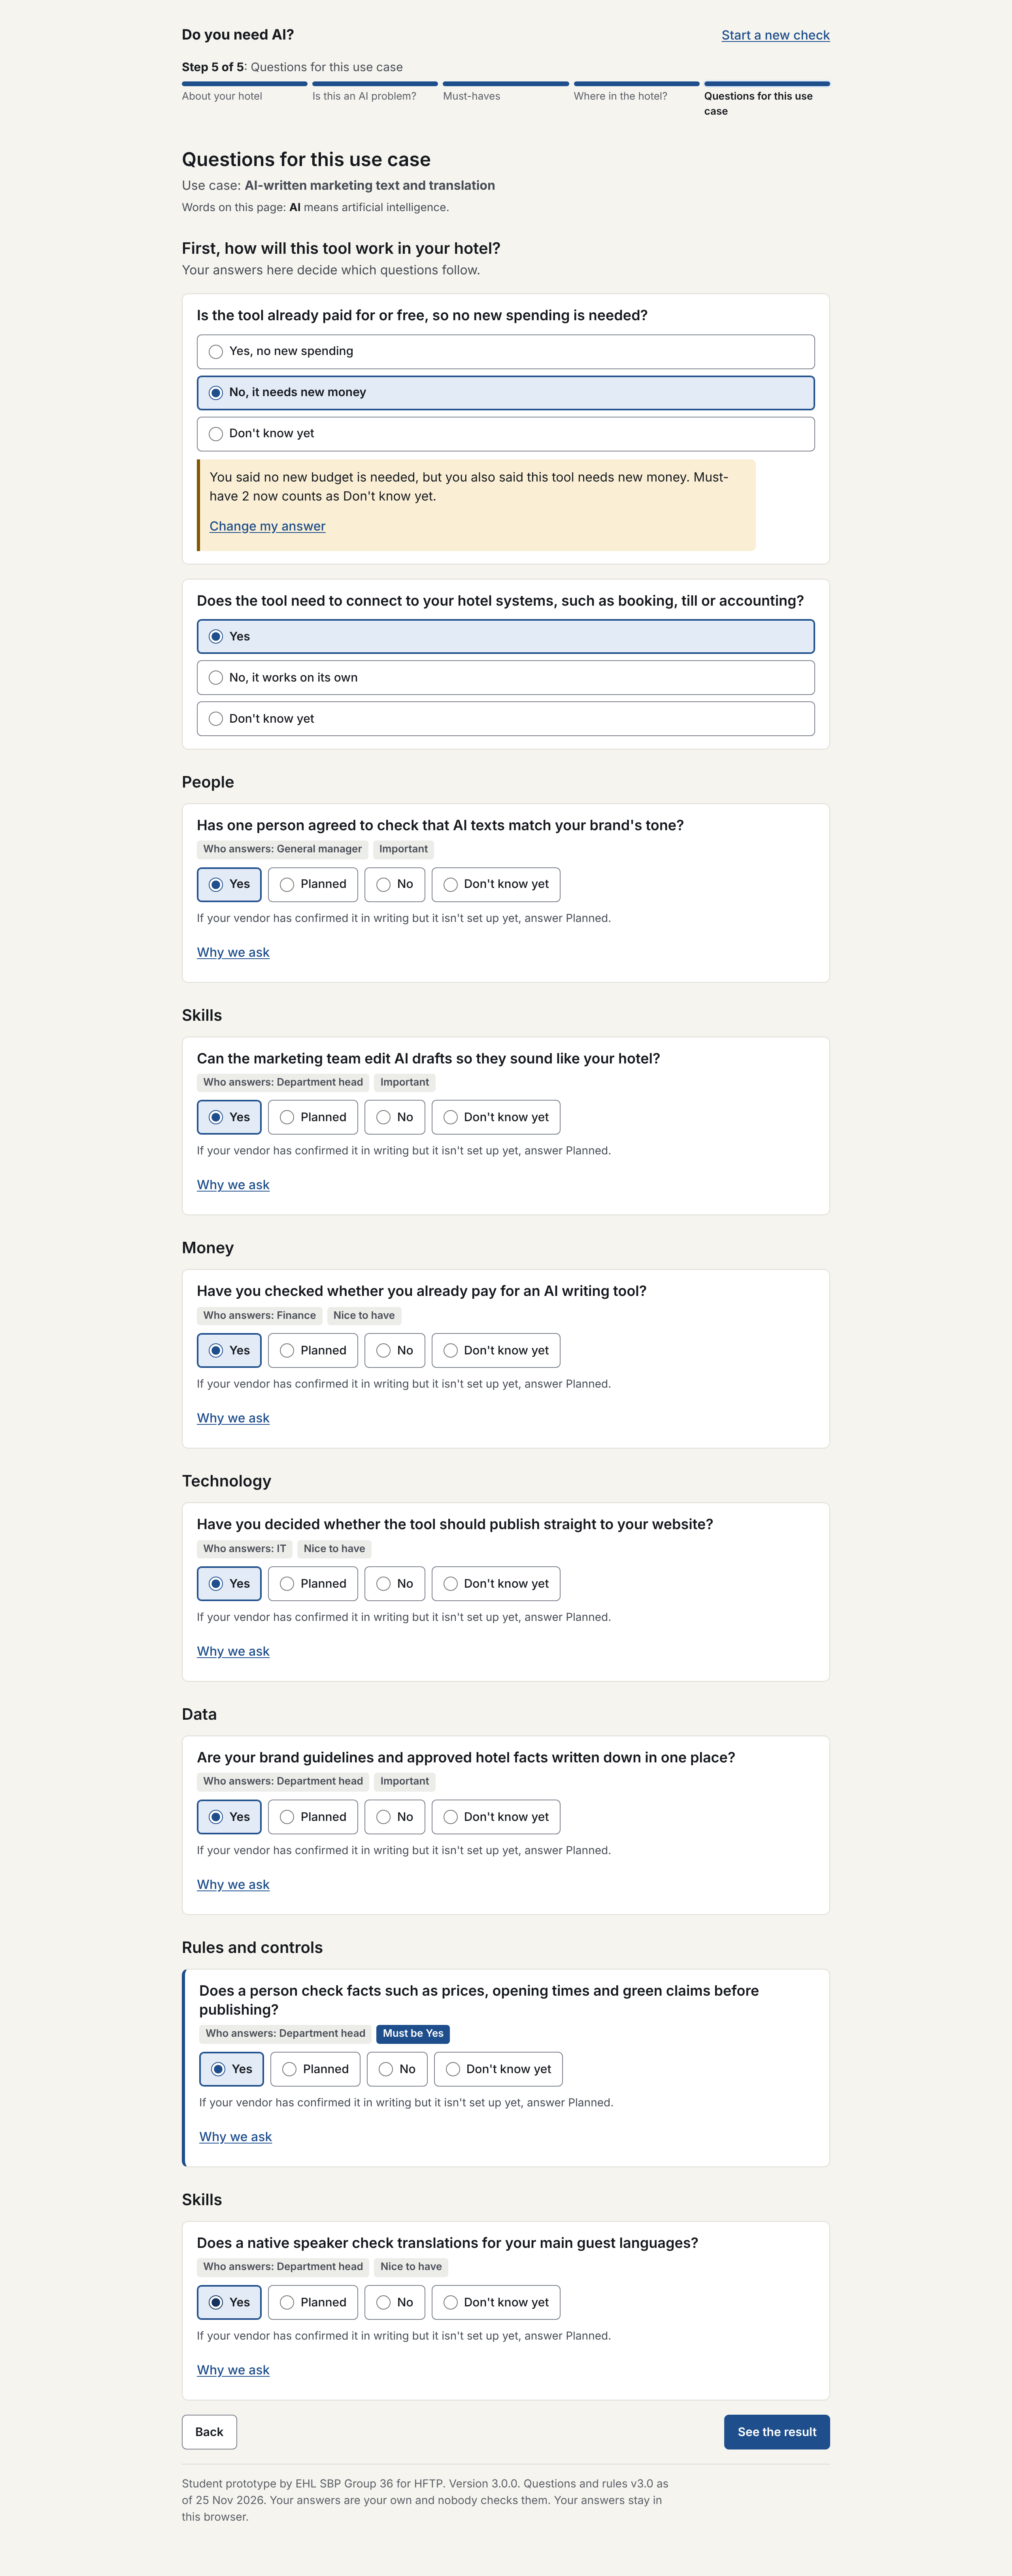 Do you need AI?
Start a new check
Step 5 of 5: Questions for this use case
About your hotel
Is this an AI problem?
Must-haves
Where in the hotel?
Questions for this use
case
Questions for this use case
Use case: AI-written marketing text and translation
Words on this page: AI means artificial intelligence.
First, how will this tool work in your hotel?
Your answers here decide which questions follow.
Is the tool already paid for or free, so no new spending is needed?
Yes, no new spending
No, it needs new money
Don't know yet
You said no new budget is needed, but you also said this tool needs new money. Must-
have 2 now counts as Don't know yet.
Change my answer
Does the tool need to connect to your hotel systems, such as booking, till or accounting?
Yes
No, it works on its own
Don't know yet
People
Has one person agreed to check that AI texts match your brand's tone?
Who answers: General manager Important
Yes Planned No Don't know yet
If your vendor has confirmed it in writing but it isn't set up yet, answer Planned.
Why we ask
Skills
Can the marketing team edit AI drafts so they sound like your hotel?
Who answers: Department head Important
Yes Planned No Don't know yet
If your vendor has confirmed it in writing but it isn't set up yet, answer Planned.
Why we ask
Money
Have you checked whether you already pay for an AI writing tool?
Who answers: Finance Nice to have
Yes Planned No Don't know yet
If your vendor has confirmed it in writing but it isn't set up yet, answer Planned.
Why we ask
Technology
Have you decided whether the tool should publish straight to your website?
Who answers: IT Nice to have
Yes Planned No Don't know yet
If your vendor has confirmed it in writing but it isn't set up yet, answer Planned.
Why we ask
Data
Are your brand guidelines and approved hotel facts written down in one place?
Who answers: Department head Important
Yes Planned No Don't know yet
If your vendor has confirmed it in writing but it isn't set up yet, answer Planned.
Why we ask
Rules and controls
Does a person check facts such as prices, opening times and green claims before
publishing?
Who answers: Department head Must be Yes
Yes Planned No Don't know yet
If your vendor has confirmed it in writing but it isn't set up yet, answer Planned.
Why we ask
Skills
Does a native speaker check translations for your main guest languages?
Who answers: Department head Nice to have
Yes Planned No Don't know yet
If your vendor has confirmed it in writing but it isn't set up yet, answer Planned.
Why we ask
Back
See the result
Student prototype by EHL SBP Group 36 for HFTP. Version 3.0.0. Questions and rules v3.0 as
of 25 Nov 2026. Your answers are your own and nobody checks them. Your answers stay in
this browser.